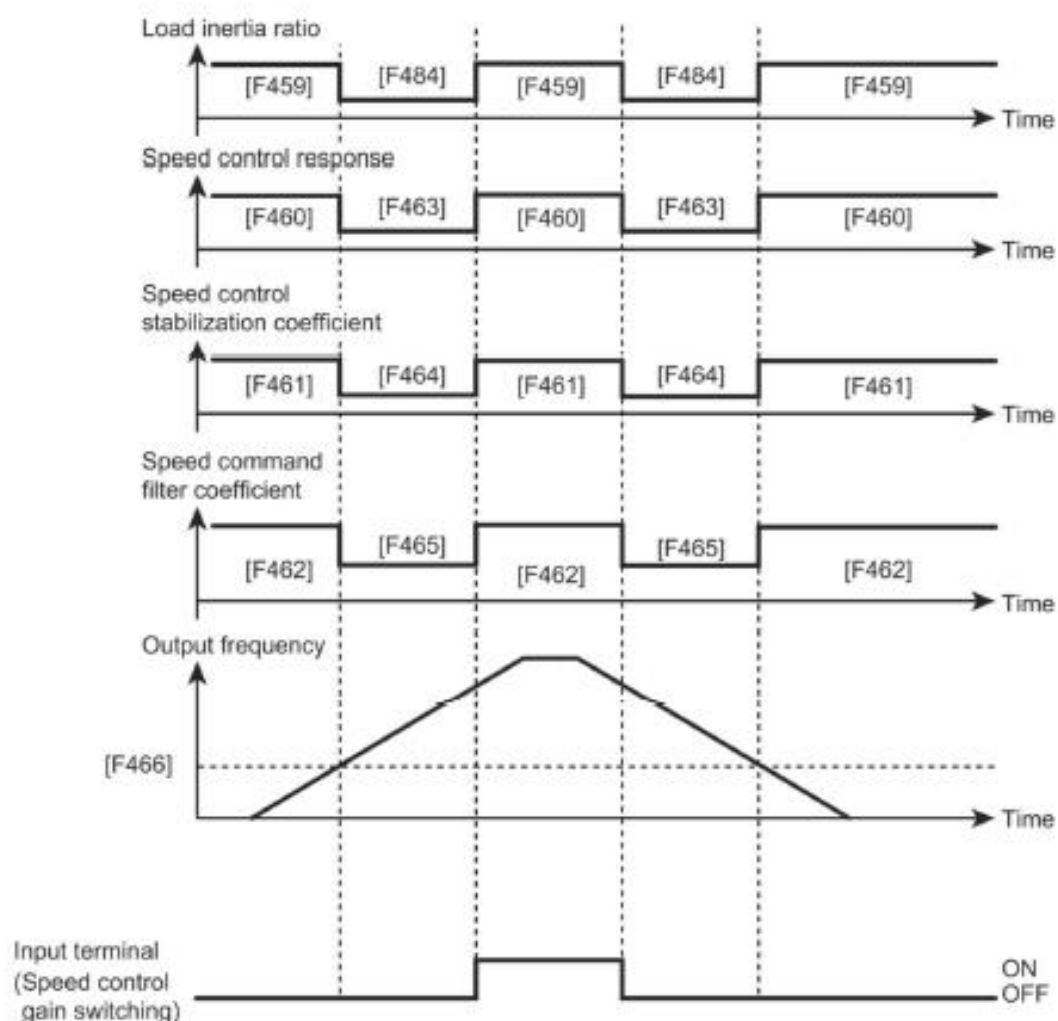 Load inertia ratio
[F459] [F484] [F459] [F484] [F459]
Time
Speed control response
[F460] [F463] [F460] [F463] [F460]
Time
Speed control
stabilization coefficient
[F461] [F464] [F461] [F464] [F461]
Time
Speed command
filter coefficient
[F462] [F465] [F462] [F465] [F462]
Time
Output frequency
[F466]
Time
Input terminal
(Speed control
gain switching)
ON
OFF